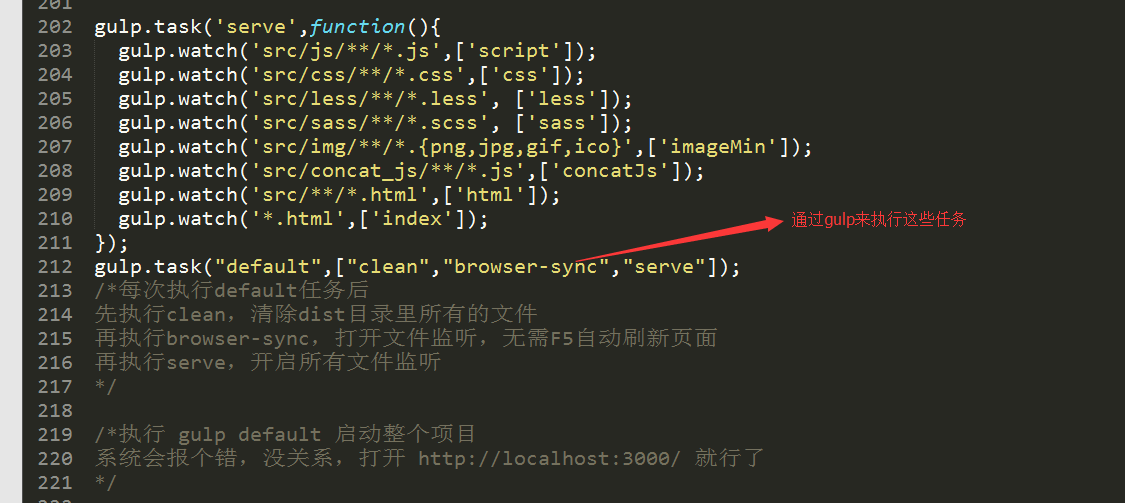 201
202 gulp.task('serve',function(){
203 gulp.watch('src/js/**/*.js',['script']);
204 gulp.watch('src/css/**/*.css',['css']);
205 gulp.watch('src/less/**/*.less', ['less']);
206 gulp.watch('src/sass/**/*.scss', ['sass']);
207 gulp.watch('src/img/**/*.{png,jpg,gif,ico}',['imageMin']);
208 gulp.watch('src/concat_js/**/*.js',['concatJs']);
209 gulp.watch('src/**/*.html',['html']);
210 gulp.watch('*.html',['index']);
通过gulp来执行这些任务
211 });
212 gulp.task("default",["clean","browser-sync","serve"]);
213 /*每次执行default任务后
214 先执行clean，清除dist目录里所有的文件
215 再执行browser-sync，打开文件监听，无需F5自动刷新页面
216 再执行serve，开启所有文件监听
217 */
218
219 /*执行 gulp default 启动整个项目
220 系统会报个错，没关系，打开 http://localhost:3000/ 就行了
221 */